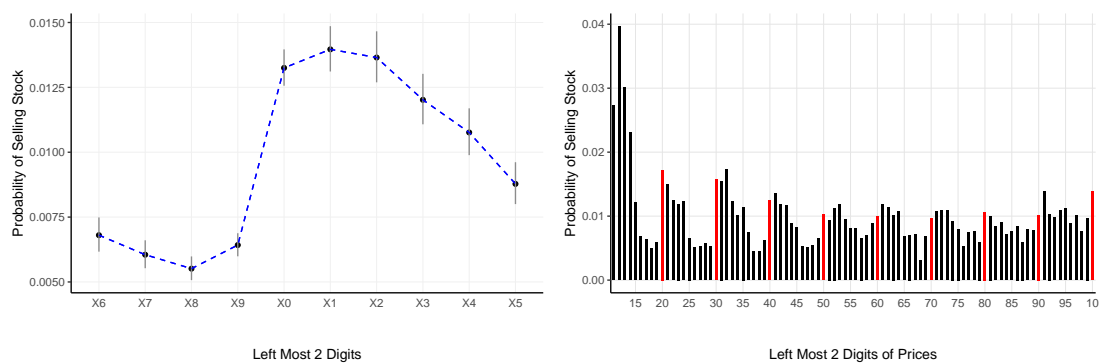 0.0150
0.0125
0.0100
0.0075
0.0050
Probability of Selling Stock
X6 X7 X8 X9 X0 X1 X2 X3 X4 X5
Left Most 2 Digits
0.04
0.03
0.02
0.01
0.00
Probability of Selling Stock
15 20 25 30 35 40 45 50 55 60 65 70 75 80 85 90 95 10
Left Most 2 Digits of Prices